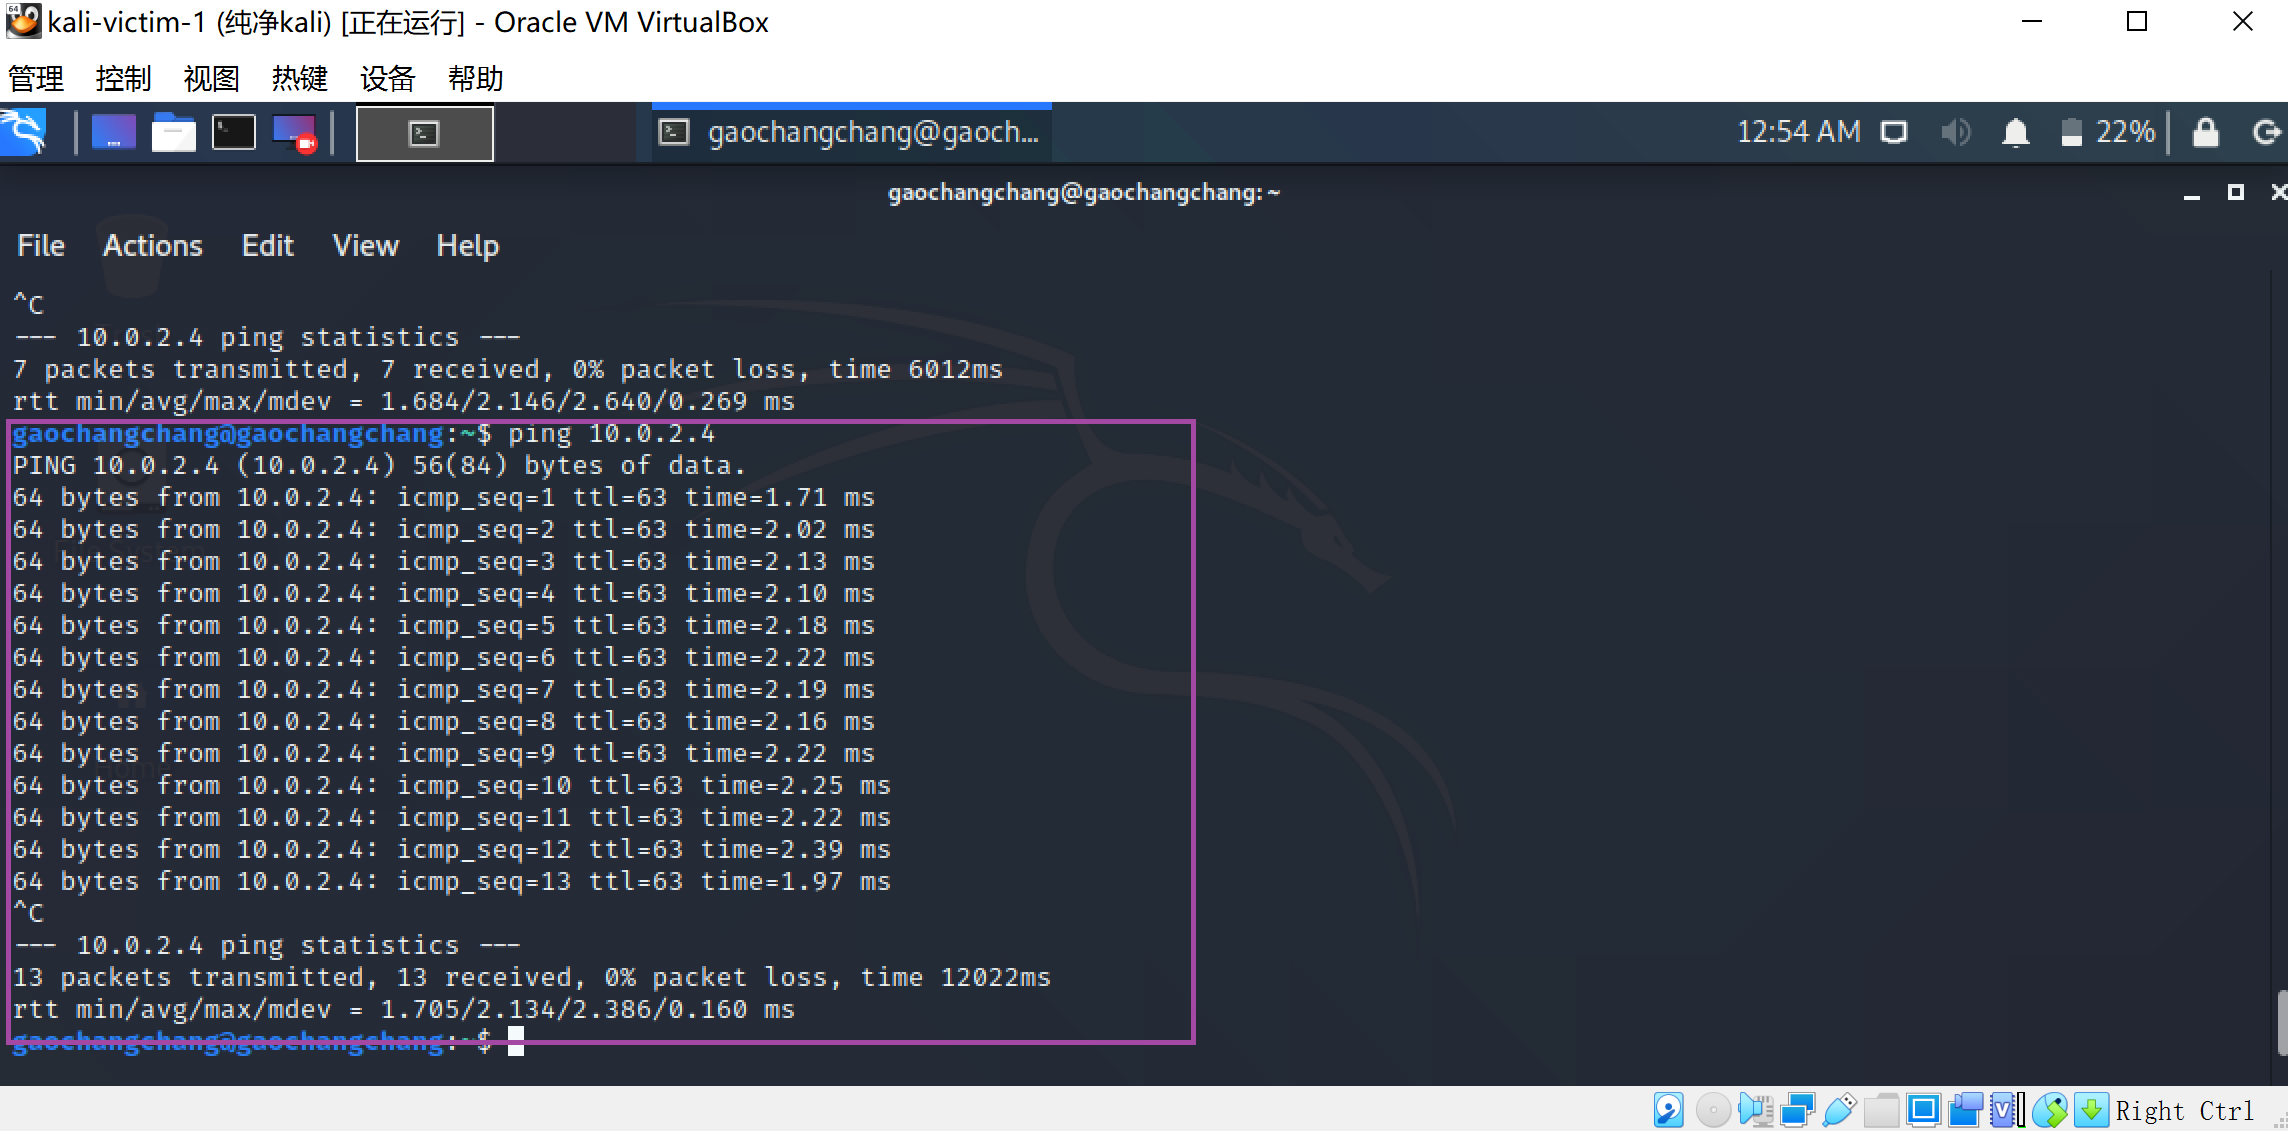 kali-victim-1 (纯净kali) [正在运行] - Oracle VM VirtualBox
管理 控制 视图 热键 设备 帮助
gaochangchang@gaoch... 12:54 AM 22%
gaochangchang@gaochangchang:~
File Actions Edit View Help
^C
--- 10.0.2.4 ping statistics ---
7 packets transmitted, 7 received, 0% packet loss, time 6012ms
rtt min/avg/max/mdev = 1.684/2.146/2.640/0.269 ms
gaochangchang@gaochangchang:~$ ping 10.0.2.4
PING 10.0.2.4 (10.0.2.4) 56(84) bytes of data.
64 bytes from 10.0.2.4: icmp_seq=1 ttl=63 time=1.71 ms
64 bytes from 10.0.2.4: icmp_seq=2 ttl=63 time=2.02 ms
64 bytes from 10.0.2.4: icmp_seq=3 ttl=63 time=2.13 ms
64 bytes from 10.0.2.4: icmp_seq=4 ttl=63 time=2.10 ms
64 bytes from 10.0.2.4: icmp_seq=5 ttl=63 time=2.18 ms
64 bytes from 10.0.2.4: icmp_seq=6 ttl=63 time=2.22 ms
64 bytes from 10.0.2.4: icmp_seq=7 ttl=63 time=2.19 ms
64 bytes from 10.0.2.4: icmp_seq=8 ttl=63 time=2.16 ms
64 bytes from 10.0.2.4: icmp_seq=9 ttl=63 time=2.22 ms
64 bytes from 10.0.2.4: icmp_seq=10 ttl=63 time=2.25 ms
64 bytes from 10.0.2.4: icmp_seq=11 ttl=63 time=2.22 ms
64 bytes from 10.0.2.4: icmp_seq=12 ttl=63 time=2.39 ms
64 bytes from 10.0.2.4: icmp_seq=13 ttl=63 time=1.97 ms
^C
--- 10.0.2.4 ping statistics ---
13 packets transmitted, 13 received, 0% packet loss, time 12022ms
rtt min/avg/max/mdev = 1.705/2.134/2.386/0.160 ms
gaochangchang@gaochangchang:~$
Right Ctrl